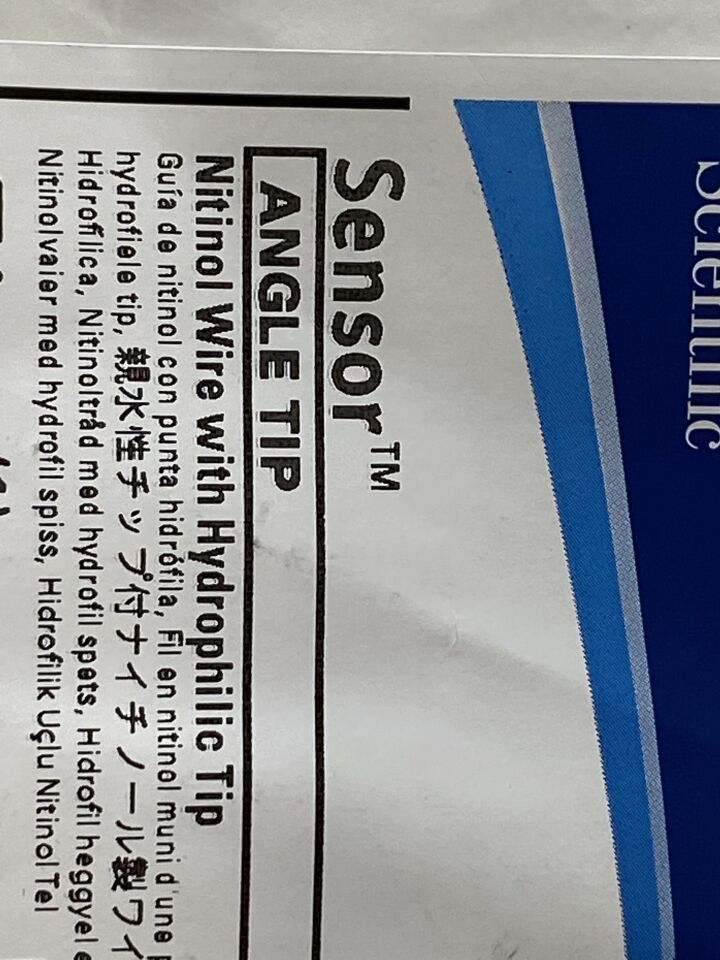 Scientific
Sensor™
ANGLE TIP
Nitinol Wire with Hydrophilic Tip
Guía de nitinol con punta hidrófila, Fil en nitinol muni d'une
hydrofiele tip, 親水性チップ付ナイチノール製ワイ
Hidrofílica, Nitinoltråd med hydrofil spets, Hidrofil heggyel
Nitinolvaier med hydrofil spiss, Hidrofilik Uçlu Nitinol Tel